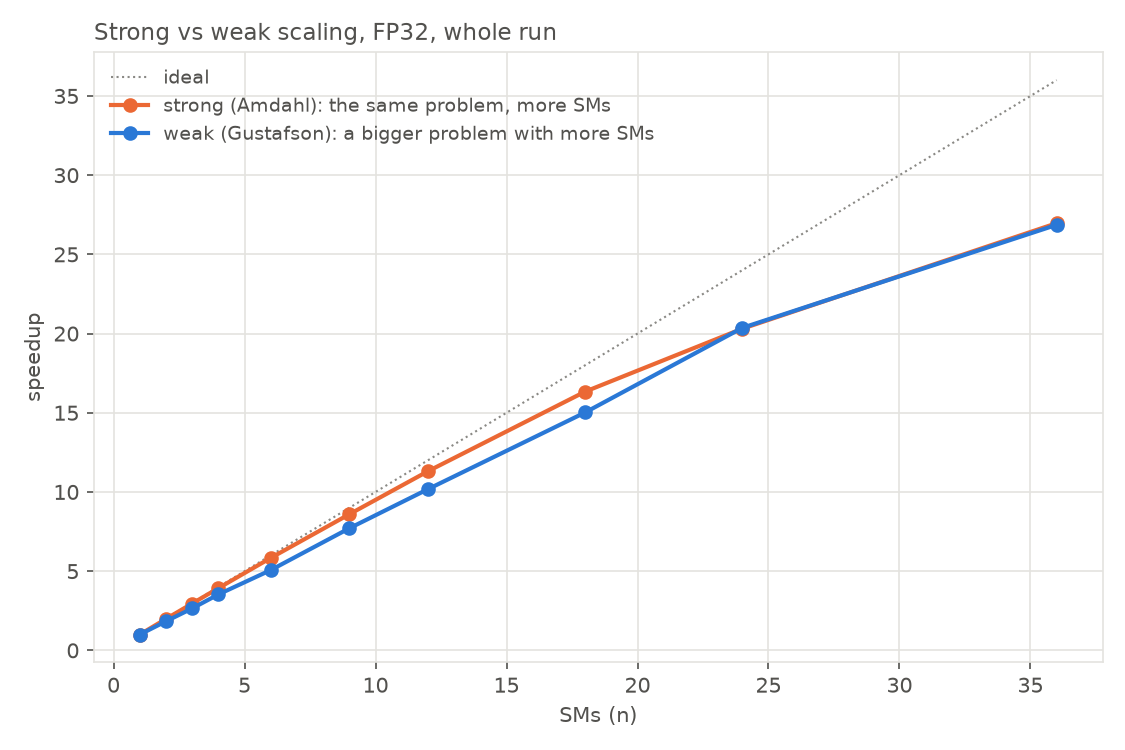 Strong vs weak scaling, FP32, whole run
ideal
strong (Amdahl): the same problem, more SMs
weak (Gustafson): a bigger problem with more SMs
speedup
35
30
25
20
15
10
5
0
0 5 10 15 20 25 30 35
SMs (n)